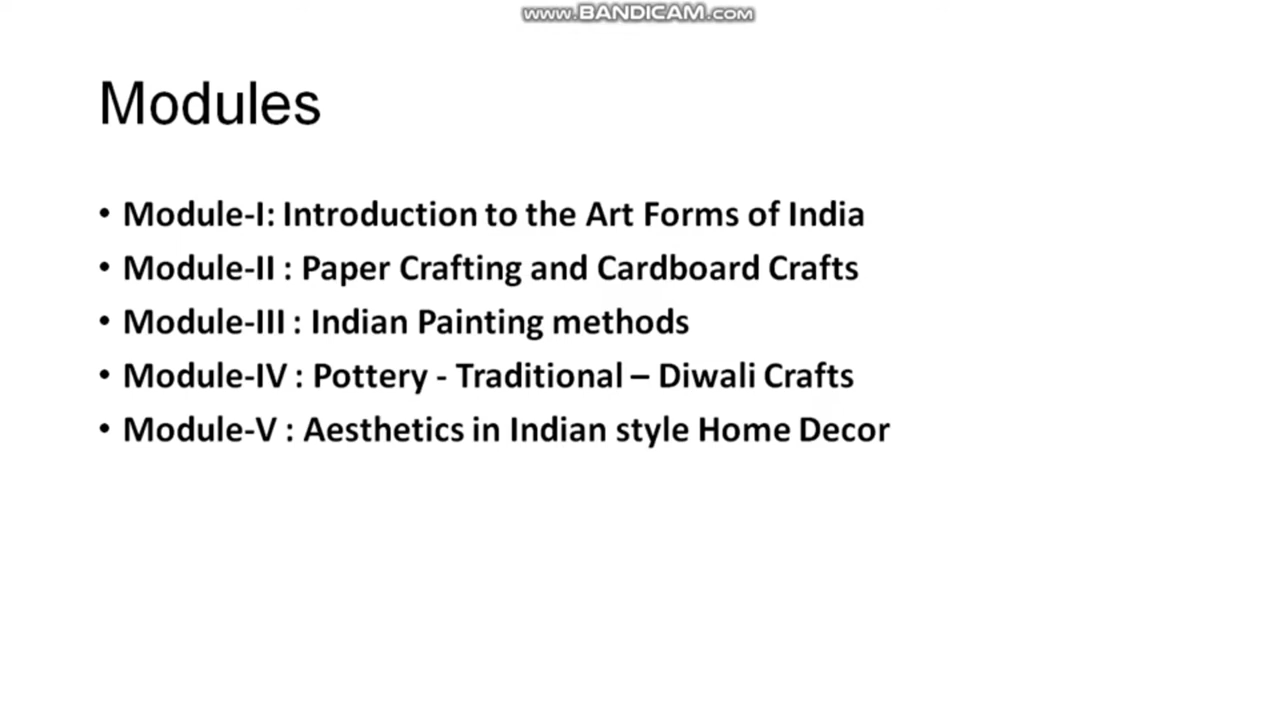 www.BANDICAM.com
Modules
• Module-I: Introduction to the Art Forms of India
• Module-II : Paper Crafting and Cardboard Crafts
• Module-III : Indian Painting methods
• Module-IV : Pottery - Traditional – Diwali Crafts
• Module-V : Aesthetics in Indian style Home Decor